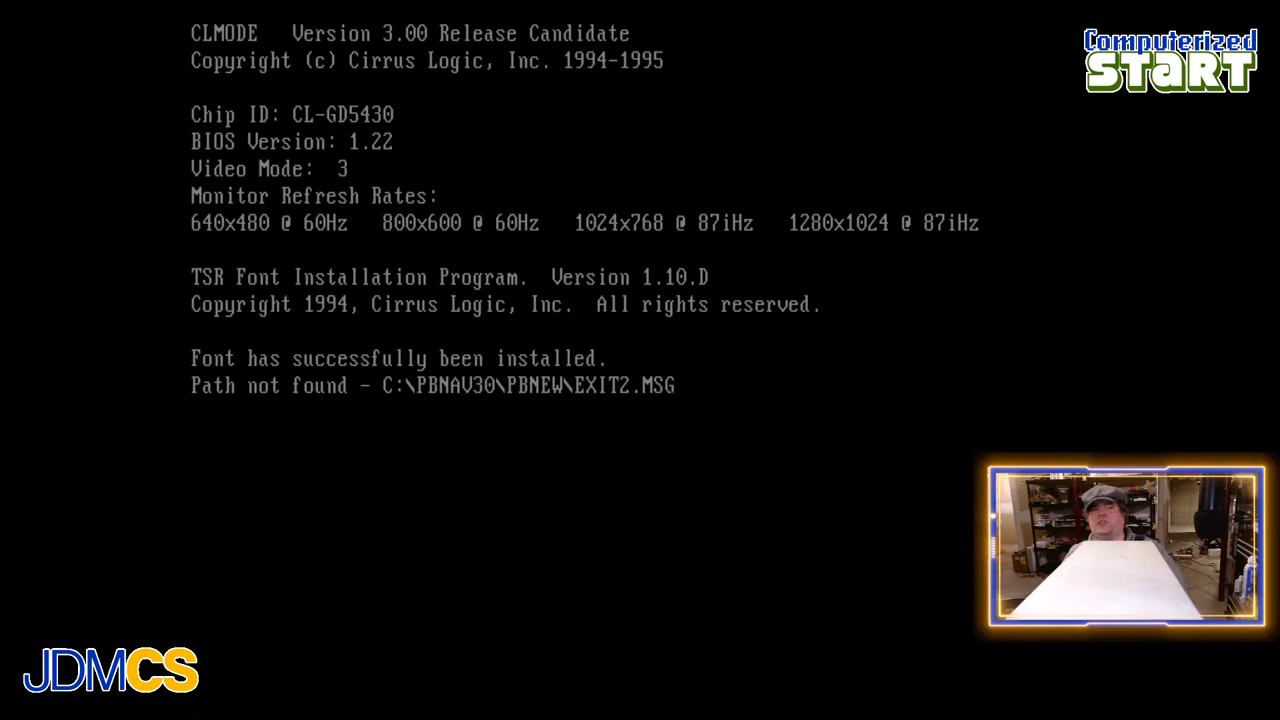 CLMODE   Version 3.00 Release Candidate
Copyright (c) Cirrus Logic, Inc. 1994-1995
Computerized
START
Chip ID: CL-GD5430
BIOS Version: 1.22
Video Mode:  3
Monitor Refresh Rates:
640x480 @ 60Hz   800x600 @ 60Hz   1024x768 @ 87iHz   1280x1024 @ 87iHz
TSR Font Installation Program.  Version 1.10.D
Copyright 1994, Cirrus Logic, Inc.  All rights reserved.
Font has successfully been installed.
Path not found - C:\PBNAV30\PBNEW\EXIT2.MSG
JDMCS